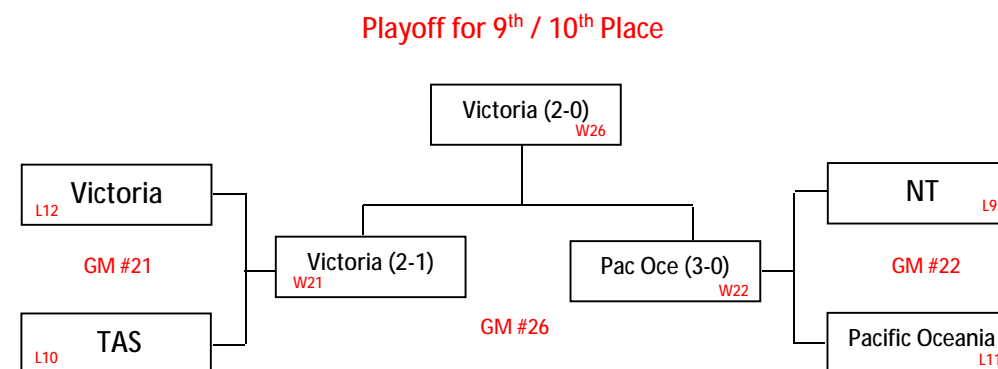 Playoff for 9th / 10th Place
Victoria (2-0)
W26
Victoria
L12
NT
L9
GM #21
Victoria (2-1)
W21
Pac Oce (3-0)
W22
GM #22
GM #26
TAS
L10
Pacific Oceania
L11